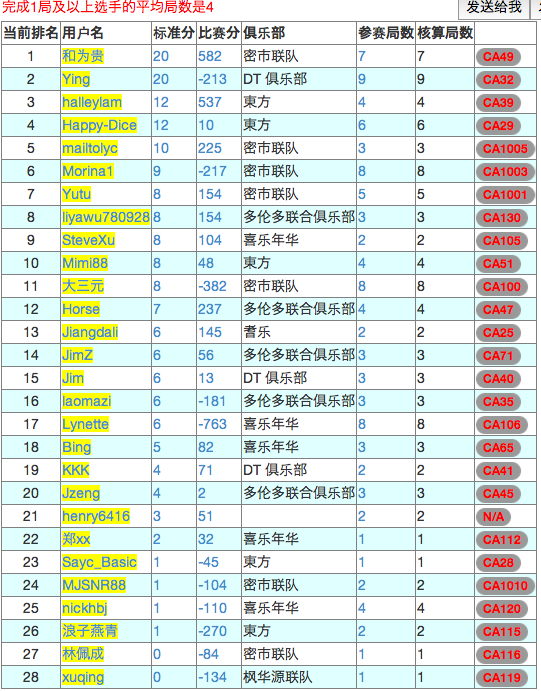 完成1局及以上选手的平均局数是4 发送给我
当前排名 用户名 标准分 比赛分 俱乐部 参赛局数 核算局数
1 和为贵 20 582 密市联队 7 7 CA49
2 Ying 20 -213 DT 俱乐部 9 9 CA32
3 halleylam 12 537 東方 4 4 CA39
4 Happy-Dice 12 10 東方 6 6 CA29
5 mailtolyc 10 225 密市联队 3 3 CA1005
6 Morina1 9 -217 密市联队 8 8 CA1003
7 Yutu 8 154 密市联队 5 5 CA1001
8 liyawu780928 8 154 多伦多联合俱乐部 3 3 CA130
9 SteveXu 8 104 喜乐年华 2 2 CA105
10 Mimi88 8 48 東方 4 4 CA51
11 大三元 8 -382 密市联队 8 8 CA100
12 Horse 7 237 多伦多联合俱乐部 4 4 CA47
13 Jiangdali 6 145 耆乐 2 2 CA25
14 JimZ 6 56 多伦多联合俱乐部 3 3 CA71
15 Jim 6 13 DT 俱乐部 3 3 CA40
16 laomazi 6 -181 多伦多联合俱乐部 3 3 CA35
17 Lynette 6 -763 喜乐年华 8 8 CA106
18 Bing 5 82 喜乐年华 3 3 CA65
19 KKK 4 71 DT 俱乐部 2 2 CA41
20 Jzeng 4 2 多伦多联合俱乐部 3 3 CA45
21 henry6416 3 51 2 2 N/A
22 郑xx 2 32 喜乐年华 1 1 CA112
23 Sayc_Basic 1 -45 東方 1 1 CA28
24 MJSNR88 1 -104 密市联队 2 2 CA1010
25 nickhbj 1 -110 喜乐年华 4 4 CA120
26 浪子燕青 1 -270 東方 2 2 CA115
27 林佩成 0 -84 密市联队 1 1 CA116
28 xuqing 0 -134 枫华源联队 1 1 CA119